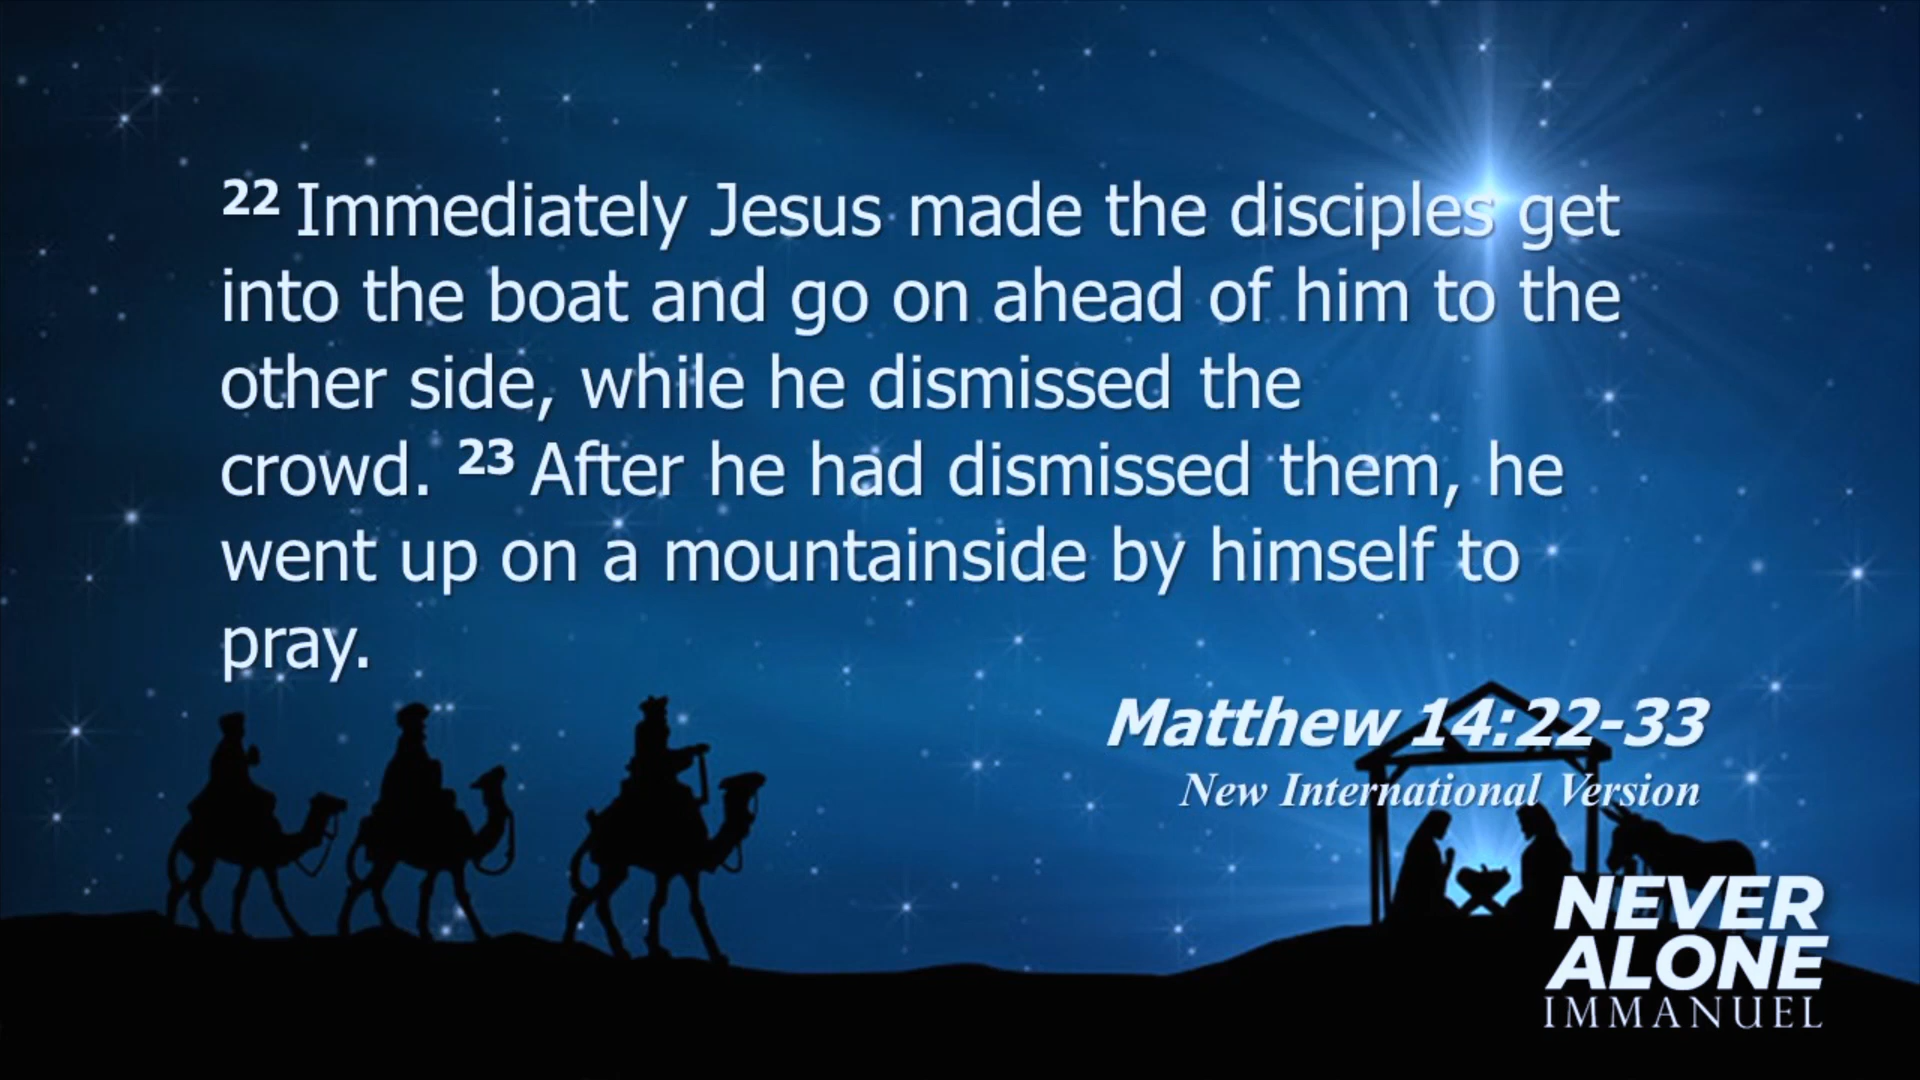 22 Immediately Jesus made the disciples get
into the boat and go on ahead of him to the
other side, while he dismissed the
crowd. 23 After he had dismissed them, he
went up on a mountainside by himself to
pray.
Matthew 14:22-33
New International Version
NEVER
ALONE
IMMANUEL